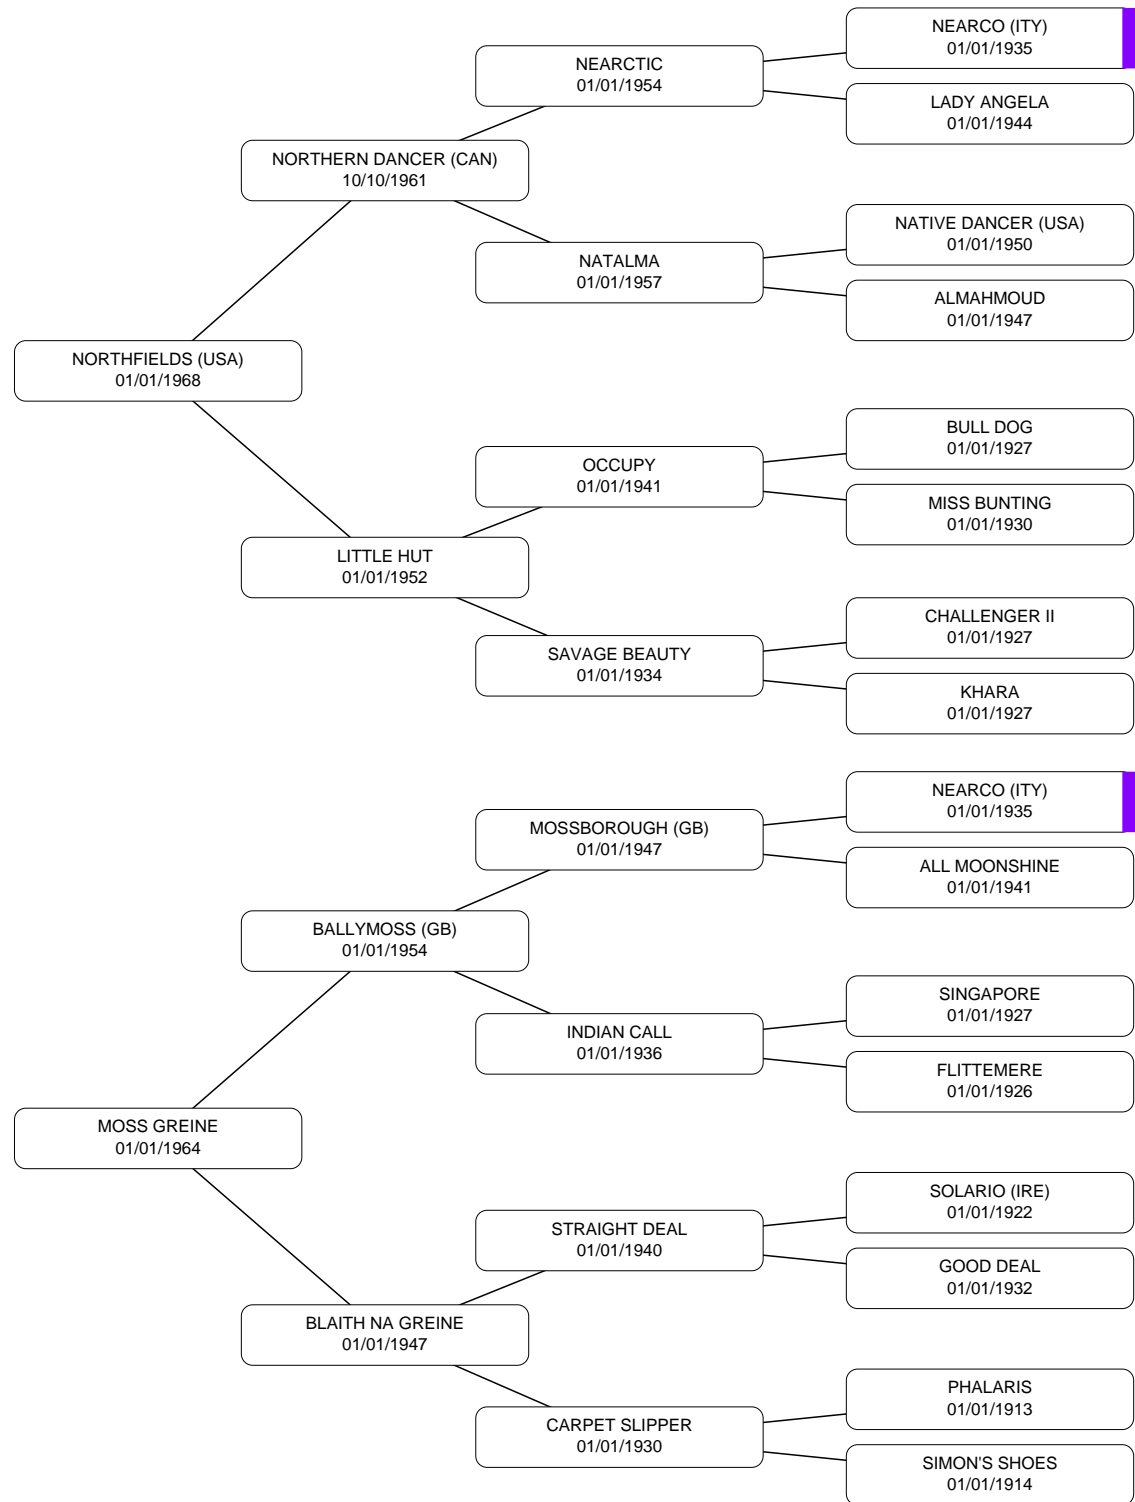 NEARCO (ITY)
01/01/1935
NEARCTIC
01/01/1954
LADY ANGELA
01/01/1944
NORTHERN DANCER (CAN)
10/10/1961
NATIVE DANCER (USA)
01/01/1950
NATALMA
01/01/1957
ALMAHMOUD
01/01/1947
NORTHFIELDS (USA)
01/01/1968
BULL DOG
01/01/1927
OCCUPY
01/01/1941
MISS BUNTING
01/01/1930
LITTLE HUT
01/01/1952
CHALLENGER II
01/01/1927
SAVAGE BEAUTY
01/01/1934
KHARA
01/01/1927
NEARCO (ITY)
01/01/1935
MOSSBOROUGH (GB)
01/01/1947
ALL MOONSHINE
01/01/1941
BALLYMOSS (GB)
01/01/1954
SINGAPORE
01/01/1927
INDIAN CALL
01/01/1936
FLITTEMERE
01/01/1926
MOSS GREINE
01/01/1964
SOLARIO (IRE)
01/01/1922
STRAIGHT DEAL
01/01/1940
GOOD DEAL
01/01/1932
BLAITH NA GREINE
01/01/1947
PHALARIS
01/01/1913
CARPET SLIPPER
01/01/1930
SIMON'S SHOES
01/01/1914